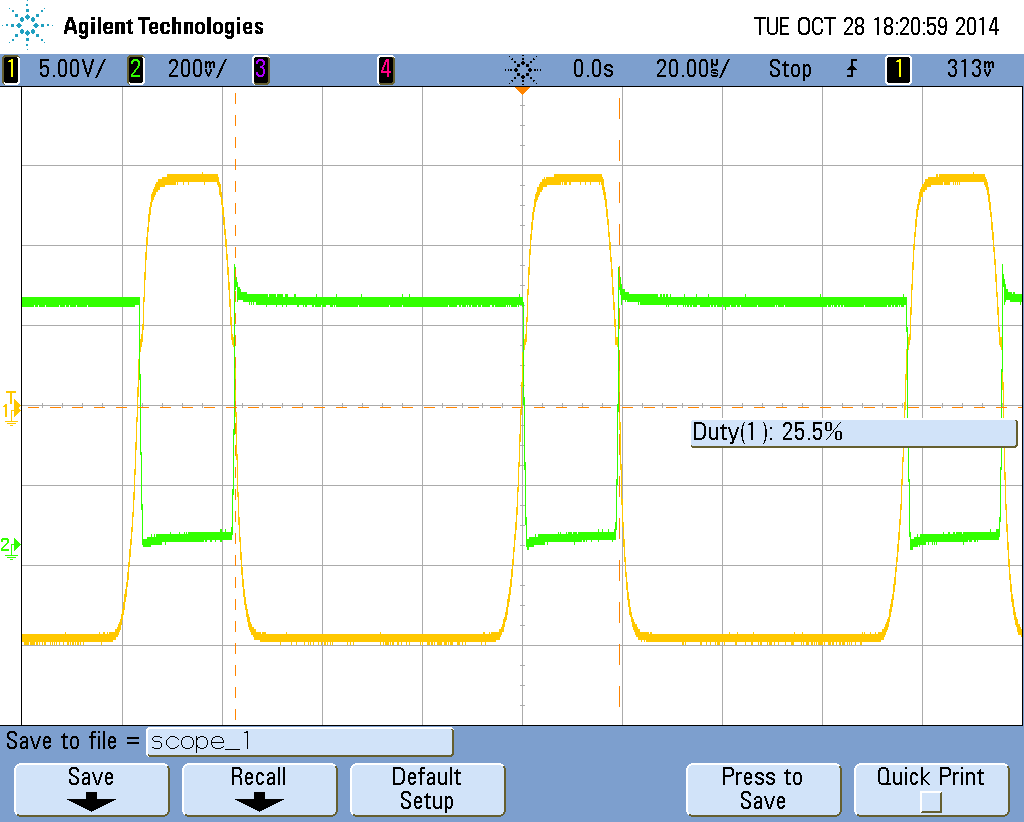 Agilent Technologies
TUE OCT 28 18:20:59 2014
1 5.00V/ 2 200mV/ 3 4 0.0s 20.00µs/ Stop 1 313mV
T
1
Duty(1): 25.5%
2
Save to file = scope_1
Save Recall Default Setup Press to Save Quick Print